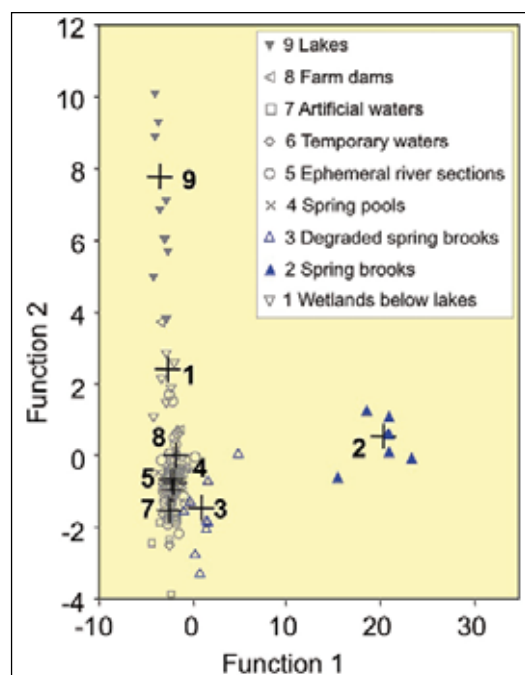 12
10
8
6
4
2
0
-2
-4
Function 2
9 Lakes
8 Farm dams
7 Artificial waters
6 Temporary waters
5 Ephemeral river sections
4 Spring pools
3 Degraded spring brooks
2 Spring brooks
1 Wetlands below lakes
9
1
8
4
5
7
3
2
-10
0
10
20
30
Function 1